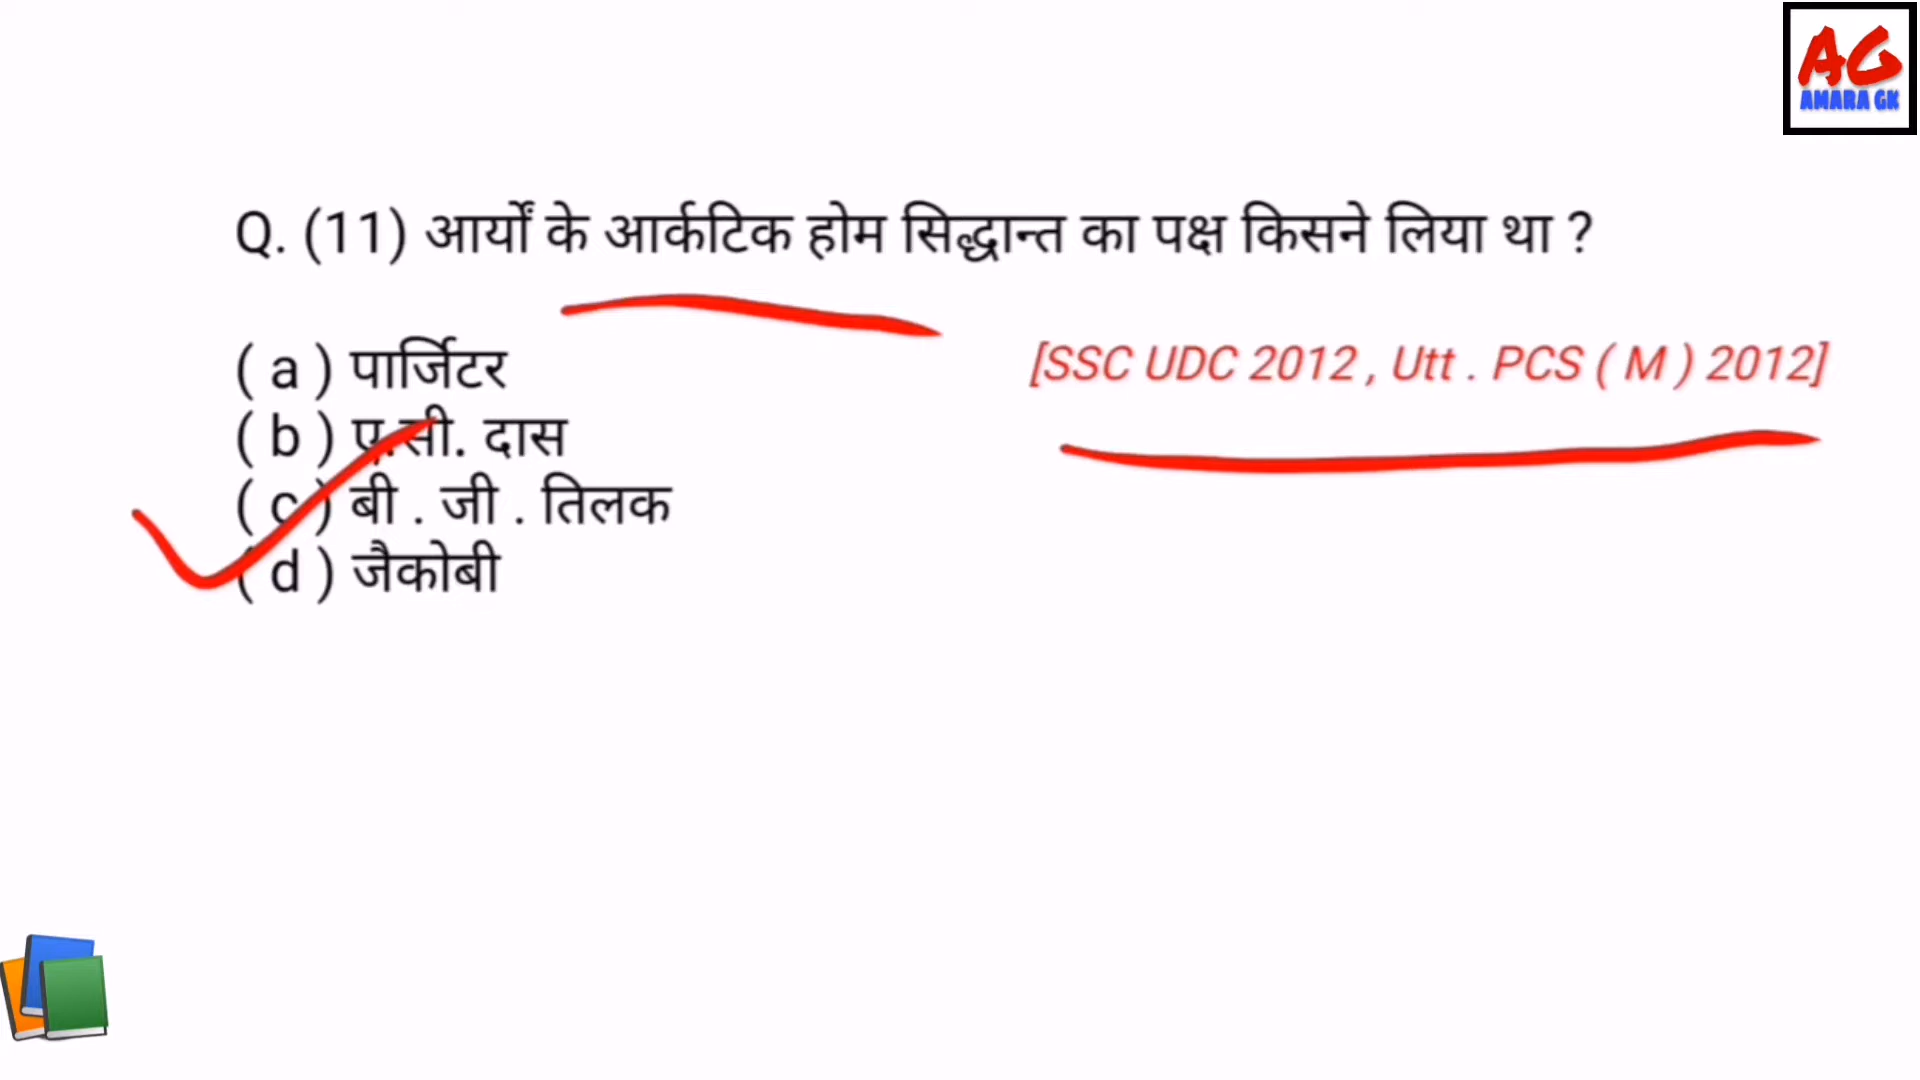 AG
AMARA GK
Q. (11) आर्यों के आर्कटिक होम सिद्धान्त का पक्ष किसने लिया था ?
( a ) पार्जिटर
[SSC UDC 2012 , Utt . PCS ( M ) 2012]
( b ) ए.सी. दास
( c ) बी . जी . तिलक
( d ) जैकोबी